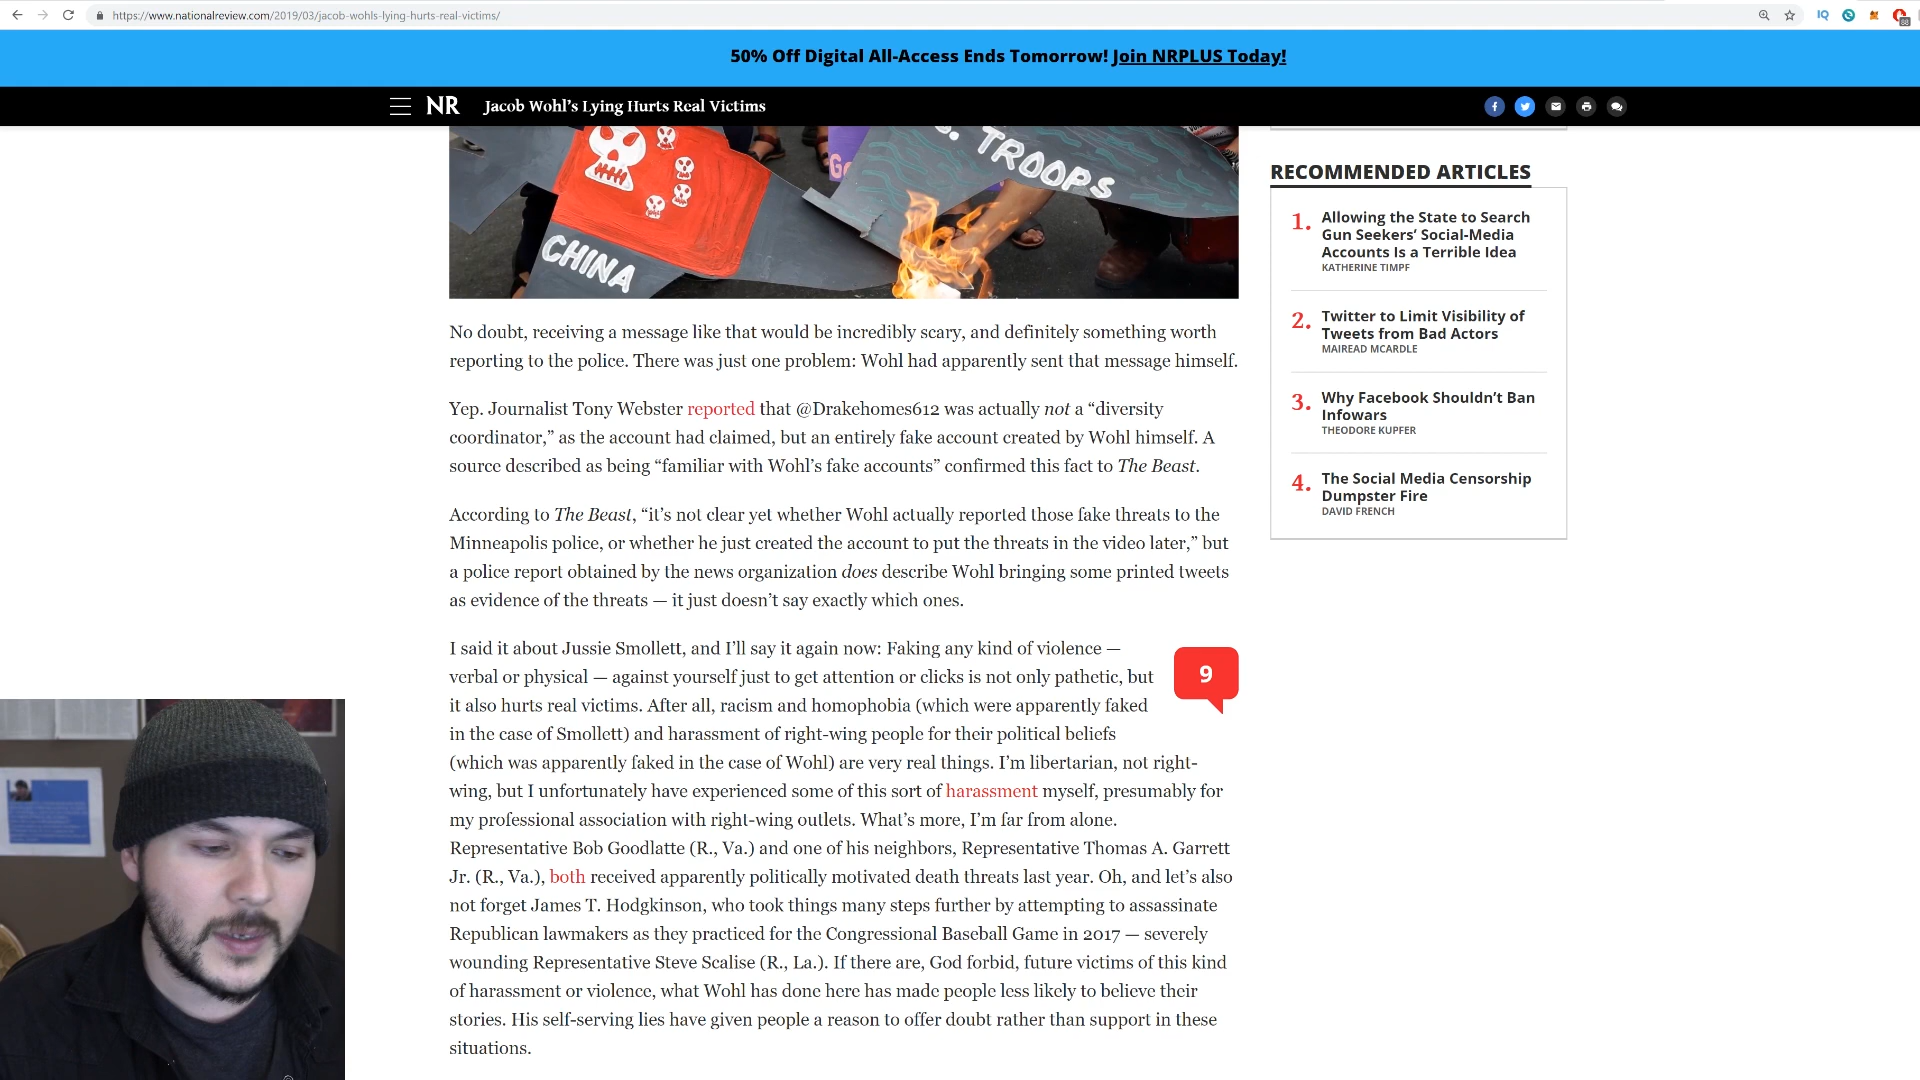 https://www.nationalreview.com/2019/03/jacob-wohls-lying-hurts-real-victims/
50% Off Digital All-Access Ends Tomorrow! Join NRPLUS Today!
NR
Jacob Wohl’s Lying Hurts Real Victims
TROOPS
CHINA
No doubt, receiving a message like that would be incredibly scary, and definitely something worth
reporting to the police. There was just one problem: Wohl had apparently sent that message himself.
Yep. Journalist Tony Webster reported that @Drakehomes612 was actually not a “diversity
coordinator,” as the account had claimed, but an entirely fake account created by Wohl himself. A
source described as being “familiar with Wohl’s fake accounts” confirmed this fact to The Beast.
According to The Beast, “it’s not clear yet whether Wohl actually reported those fake threats to the
Minneapolis police, or whether he just created the account to put the threats in the video later,” but
a police report obtained by the news organization does describe Wohl bringing some printed tweets
as evidence of the threats — it just doesn’t say exactly which ones.
I said it about Jussie Smollett, and I’ll say it again now: Faking any kind of violence —
verbal or physical — against yourself just to get attention or clicks is not only pathetic, but
it also hurts real victims. After all, racism and homophobia (which were apparently faked
in the case of Smollett) and harassment of right-wing people for their political beliefs
(which was apparently faked in the case of Wohl) are very real things. I’m libertarian, not right-
wing, but I unfortunately have experienced some of this sort of harassment myself, presumably for
my professional association with right-wing outlets. What’s more, I’m far from alone.
Representative Bob Goodlatte (R., Va.) and one of his neighbors, Representative Thomas A. Garrett
Jr. (R., Va.), both received apparently politically motivated death threats last year. Oh, and let’s also
not forget James T. Hodgkinson, who took things many steps further by attempting to assassinate
Republican lawmakers as they practiced for the Congressional Baseball Game in 2017 — severely
wounding Representative Steve Scalise (R., La.). If there are, God forbid, future victims of this kind
of harassment or violence, what Wohl has done here has made people less likely to believe their
stories. His self-serving lies have given people a reason to offer doubt rather than support in these
situations.
9
RECOMMENDED ARTICLES
1. Allowing the State to Search
Gun Seekers’ Social-Media
Accounts Is a Terrible Idea
KATHERINE TIMPF
2. Twitter to Limit Visibility of
Tweets from Bad Actors
MAIREAD MCARDLE
3. Why Facebook Shouldn’t Ban
Infowars
THEODORE KUPFER
4. The Social Media Censorship
Dumpster Fire
DAVID FRENCH